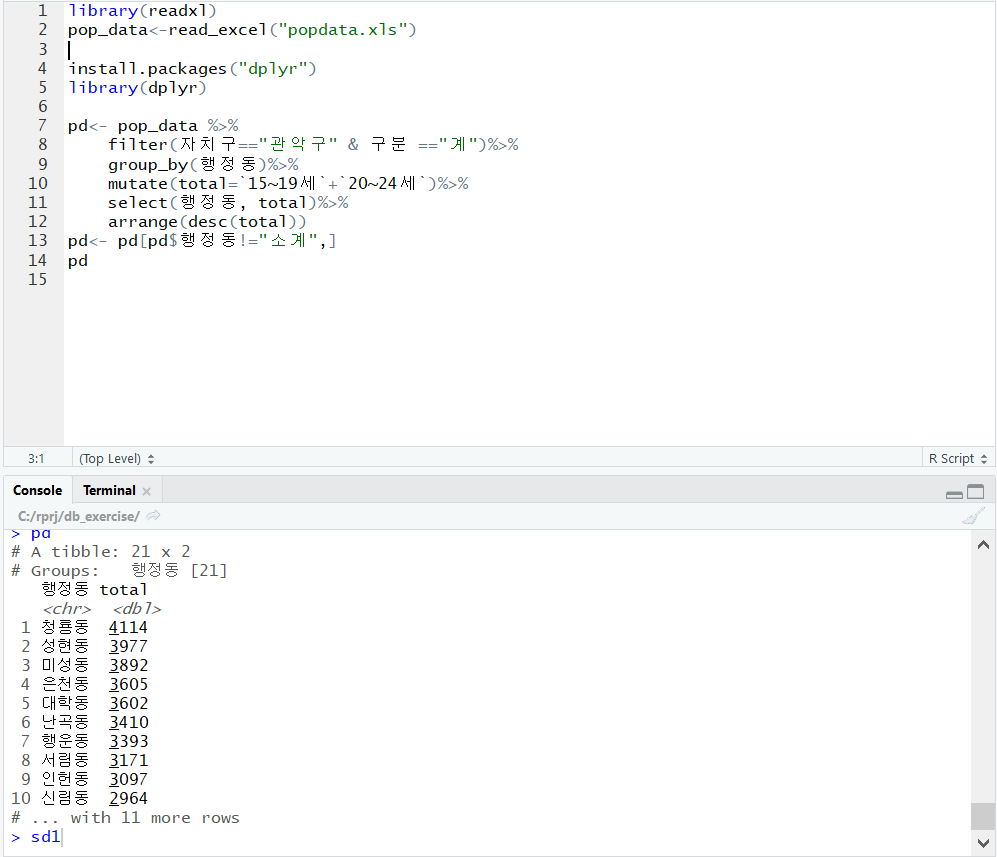 1 library(readxl)
2 pop_data<-read_excel("popdata.xls")
3
4 install.packages("dplyr")
5 library(dplyr)
6
7 pd<- pop_data %>%
8 filter(자치구=="관악구" & 구분 =="계")%>%
9 group_by(행정동)%>%
10 mutate(total=`15~19세`+`20~24세`)%>%
11 select(행정동, total)%>%
12 arrange(desc(total))
13 pd<- pd[pd$행정동!="소계",]
14 pd
15
3:1 (Top Level) R Script
Console Terminal
C:/rprj/db_exercise/
> pd
# A tibble: 21 x 2
# Groups: 행정동 [21]
행정동 total
<chr> <dbl>
1 청룡동 4114
2 성현동 3977
3 미성동 3892
4 은천동 3605
5 대학동 3602
6 난곡동 3410
7 행운동 3393
8 서림동 3171
9 인헌동 3097
10 신림동 2964
# ... with 11 more rows
> sd1